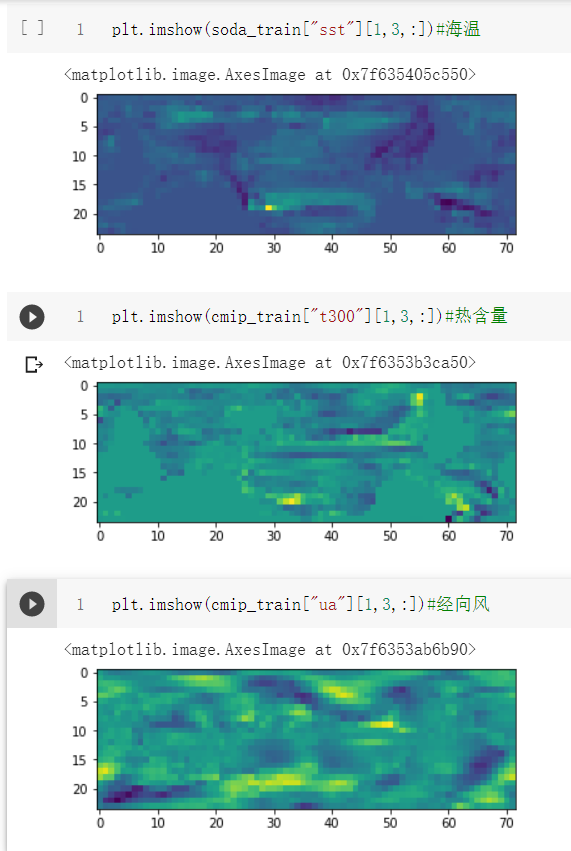 [ ] 1 plt.imshow(soda_train["sst"][1,3,:])#海温
<matplotlib.image.AxesImage at 0x7f635405c550>
0
5
10
15
20
0 10 20 30 40 50 60 70
1 plt.imshow(cmip_train["t300"][1,3,:])#热含量
<matplotlib.image.AxesImage at 0x7f6353b3ca50>
0
5
10
15
20
0 10 20 30 40 50 60 70
1 plt.imshow(cmip_train["ua"][1,3,:])#经向风
<matplotlib.image.AxesImage at 0x7f6353ab6b90>
0
5
10
15
20
0 10 20 30 40 50 60 70